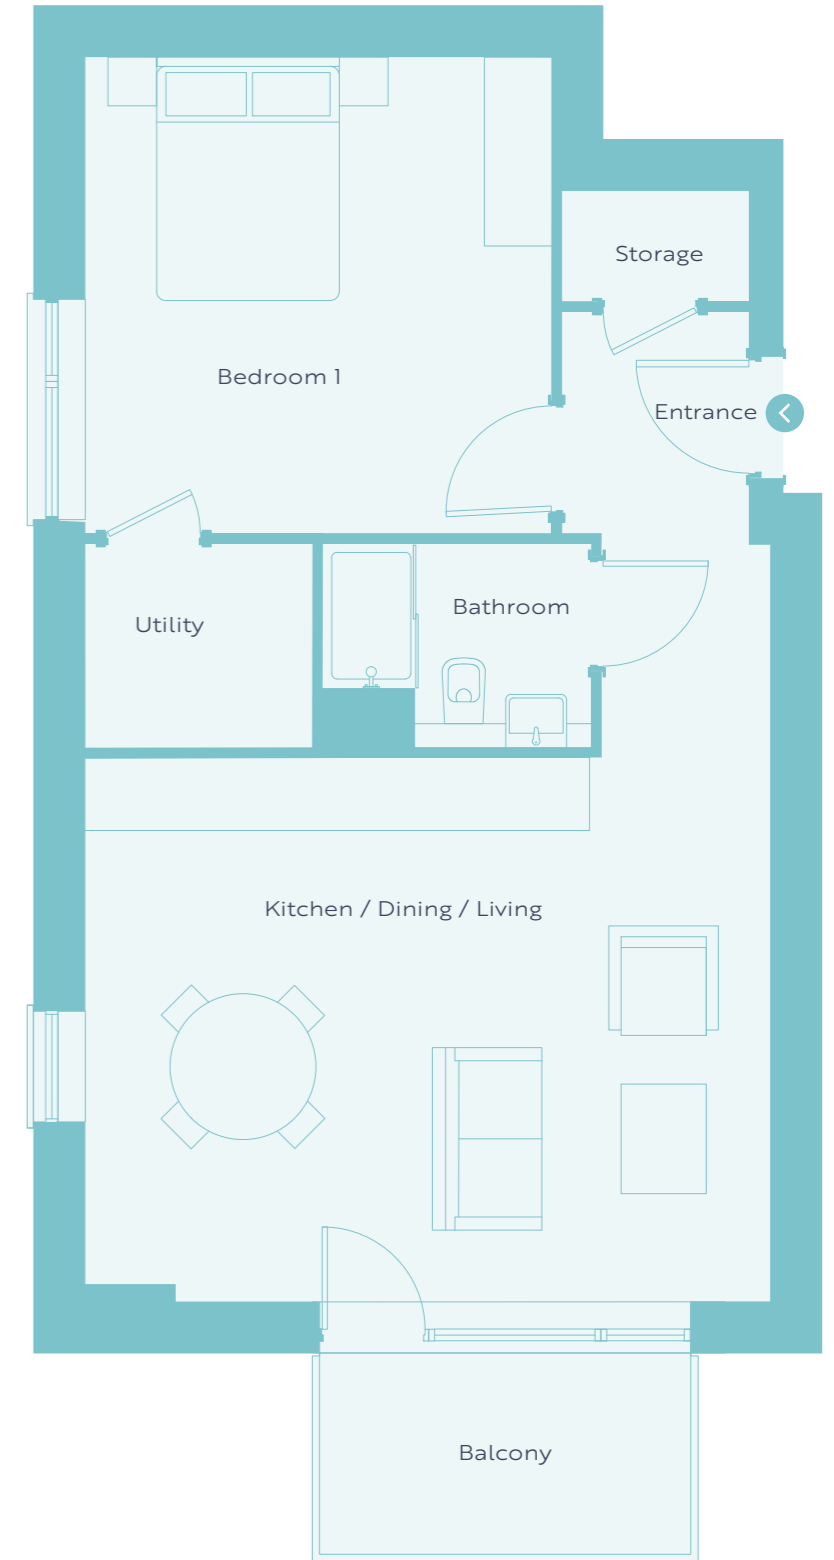 Storage
Bedroom 1
Entrance
Bathroom
Utility
Kitchen / Dining / Living
Balcony